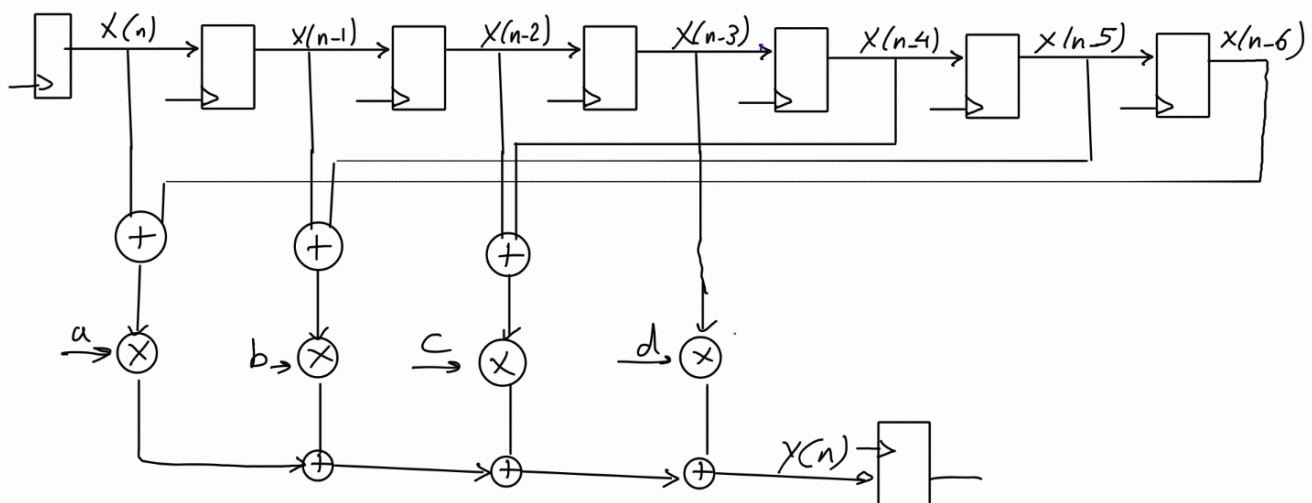 X(n) X(n-1) X(n-2) X(n-3) X(n-4) X(n-5) X(n-6)
+ + +
a × b × c × d ×
+ + + Y(n)